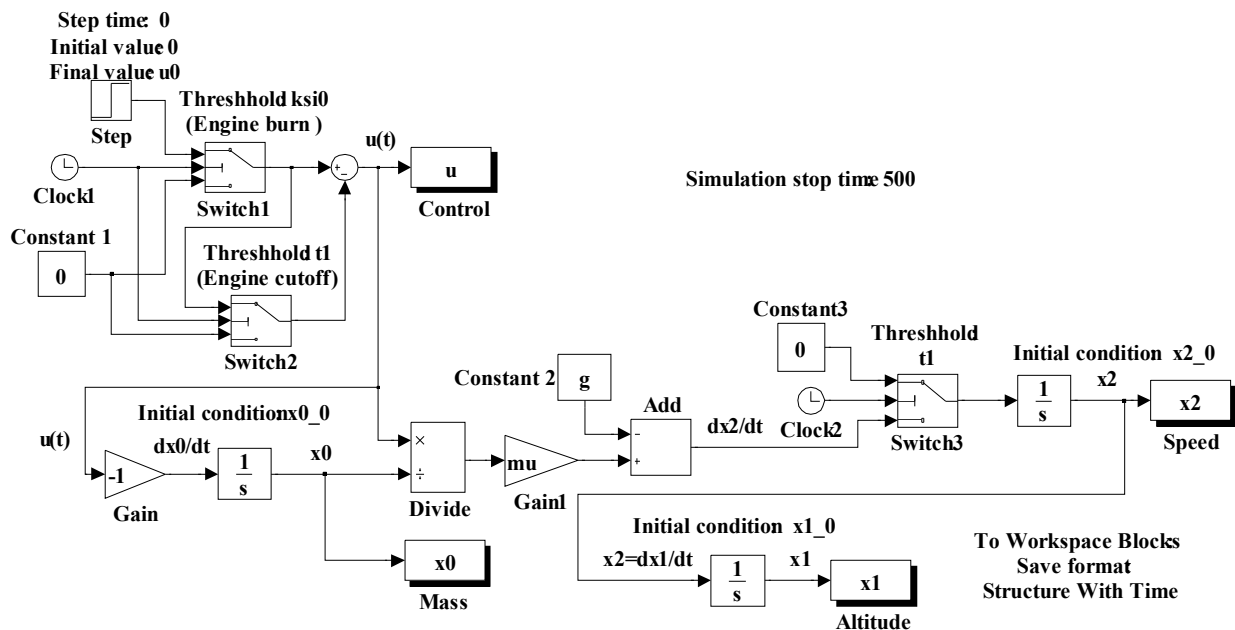 Step time: 0
Initial value: 0
Final value: u0
Step
Threshhold: ksi0
(Engine burn )
u(t)
+
-
u
Control
Simulation stop time: 500
Clock1
Switch1
Constant 1
0
Threshhold: t1
(Engine cutoff)
Switch2
Constant3
0
Threshhold:
t1
Initial condition: x2_0
Constant 2
g
Add
-
+
dx2/dt
Clock2
Switch3
1
s
x2
x2
Speed
u(t)
Initial condition: x0_0
dx0/dt
-1
Gain
1
s
x0
×
÷
Divide
mu
Gain1
x0
Mass
Initial condition: x1_0
x2=dx1/dt
1
s
x1
x1
Altitude
To Workspace Blocks
Save format
Structure With Time